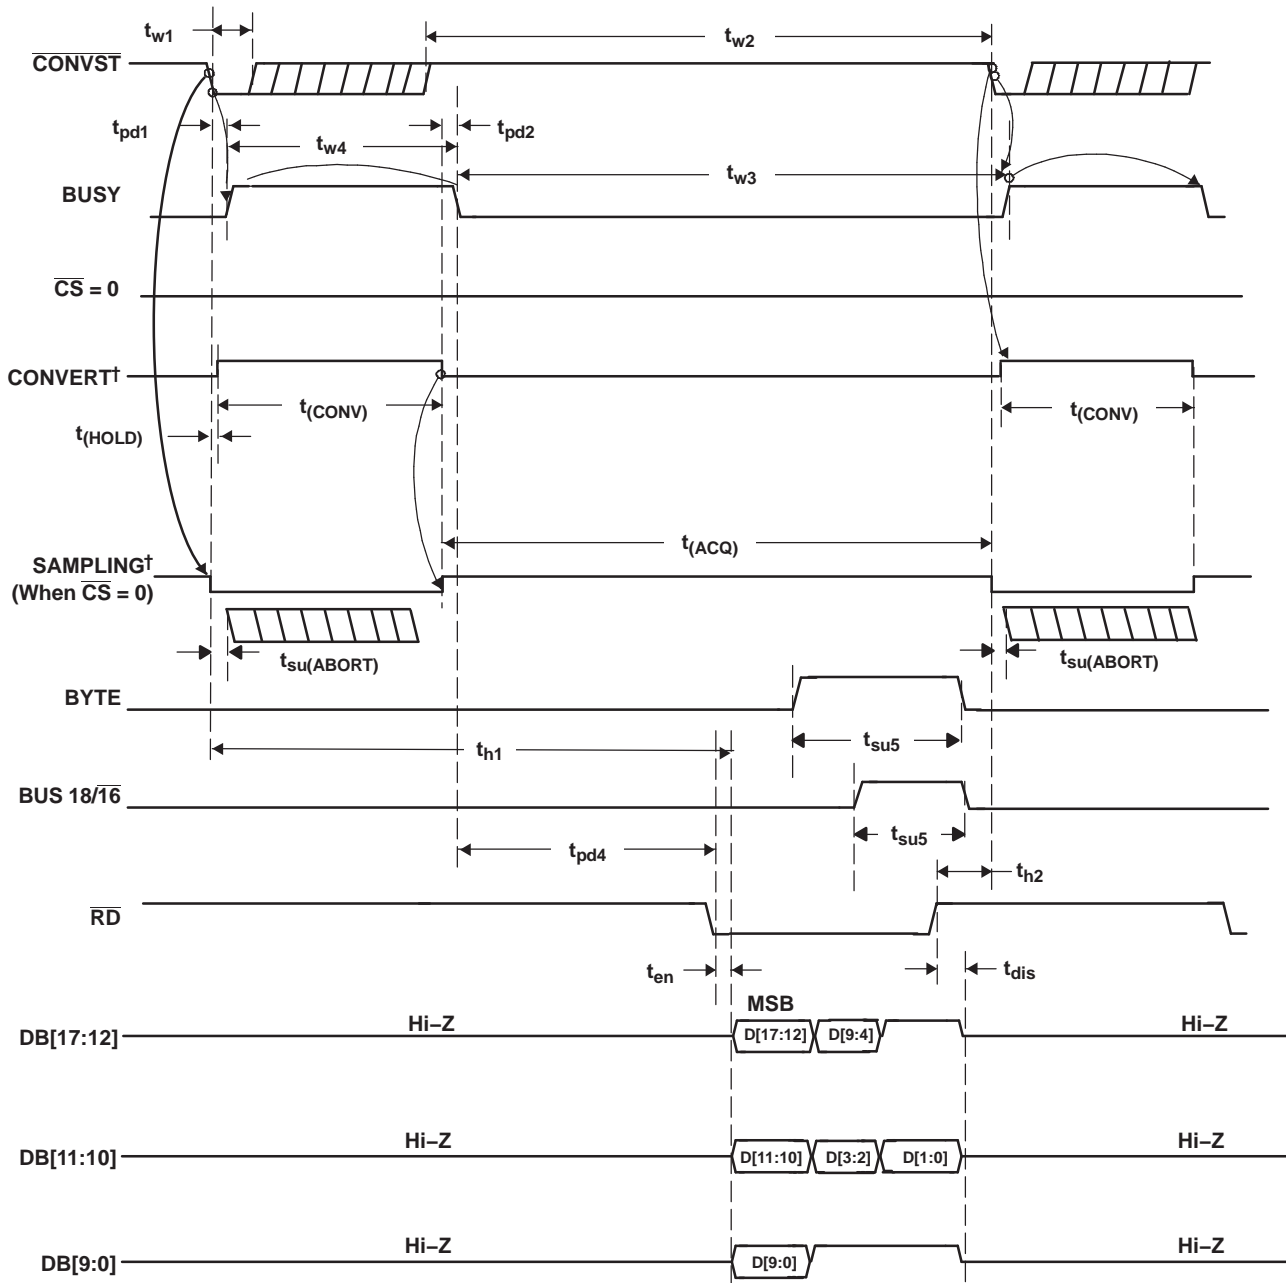 tw1
tw2
CONVST
tpd1
tw4
tpd2
BUSY
tw3
CS = 0
CONVERT†
t(CONV)
t(CONV)
t(HOLD)
t(ACQ)
SAMPLING†
(When CS = 0)
tsu(ABORT)
tsu(ABORT)
BYTE
tsu5
th1
BUS 18/16
tsu5
tpd4
th2
RD
ten
tdis
MSB
DB[17:12]
Hi–Z
D[17:12]
D[9:4]
Hi–Z
DB[11:10]
Hi–Z
D[11:10]
D[3:2]
D[1:0]
Hi–Z
DB[9:0]
Hi–Z
D[9:0]
Hi–Z